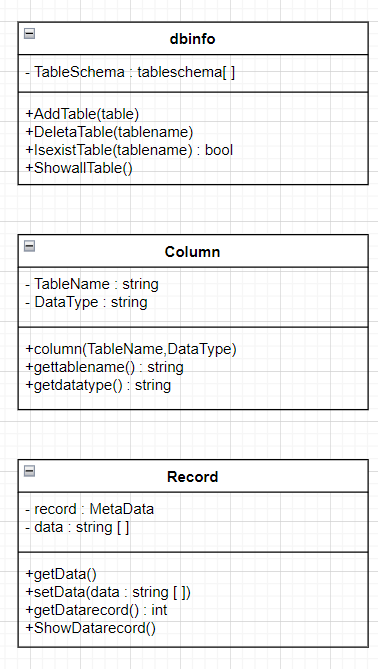 dbinfo
- TableSchema : tableschema[ ]
+AddTable(table)
+DeletaTable(tablename)
+IsexistTable(tablename) : bool
+ShowallTable()
Column
- TableName : string
- DataType : string
+column(TableName,DataType)
+gettablename() : string
+getdatatype() : string
Record
- record : MetaData
- data : string [ ]
+getData()
+setData(data : string [ ])
+getDatarecord() : int
+ShowDatarecord()